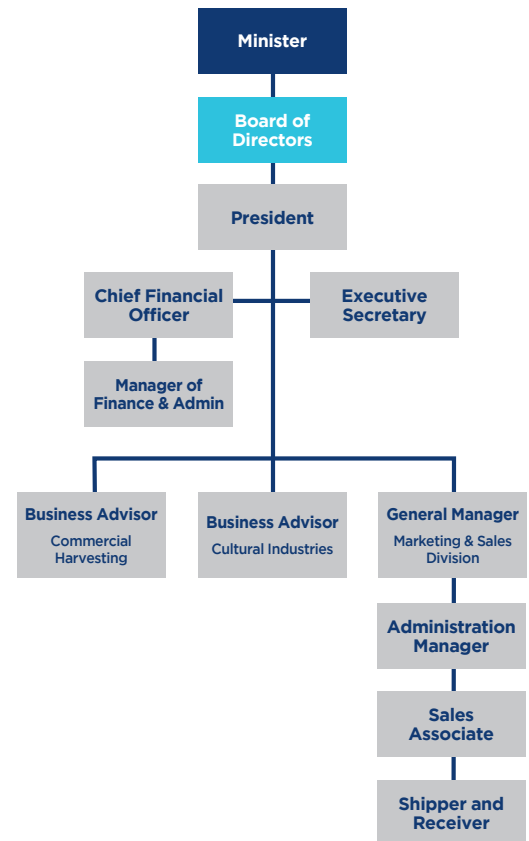 Minister
Board of
Directors
President
Chief Financial
Officer
Executive
Secretary
Manager of
Finance & Admin
Business Advisor
Commercial
Harvesting
Business Advisor
Cultural Industries
General Manager
Marketing & Sales
Division
Administration
Manager
Sales
Associate
Shipper and
Receiver